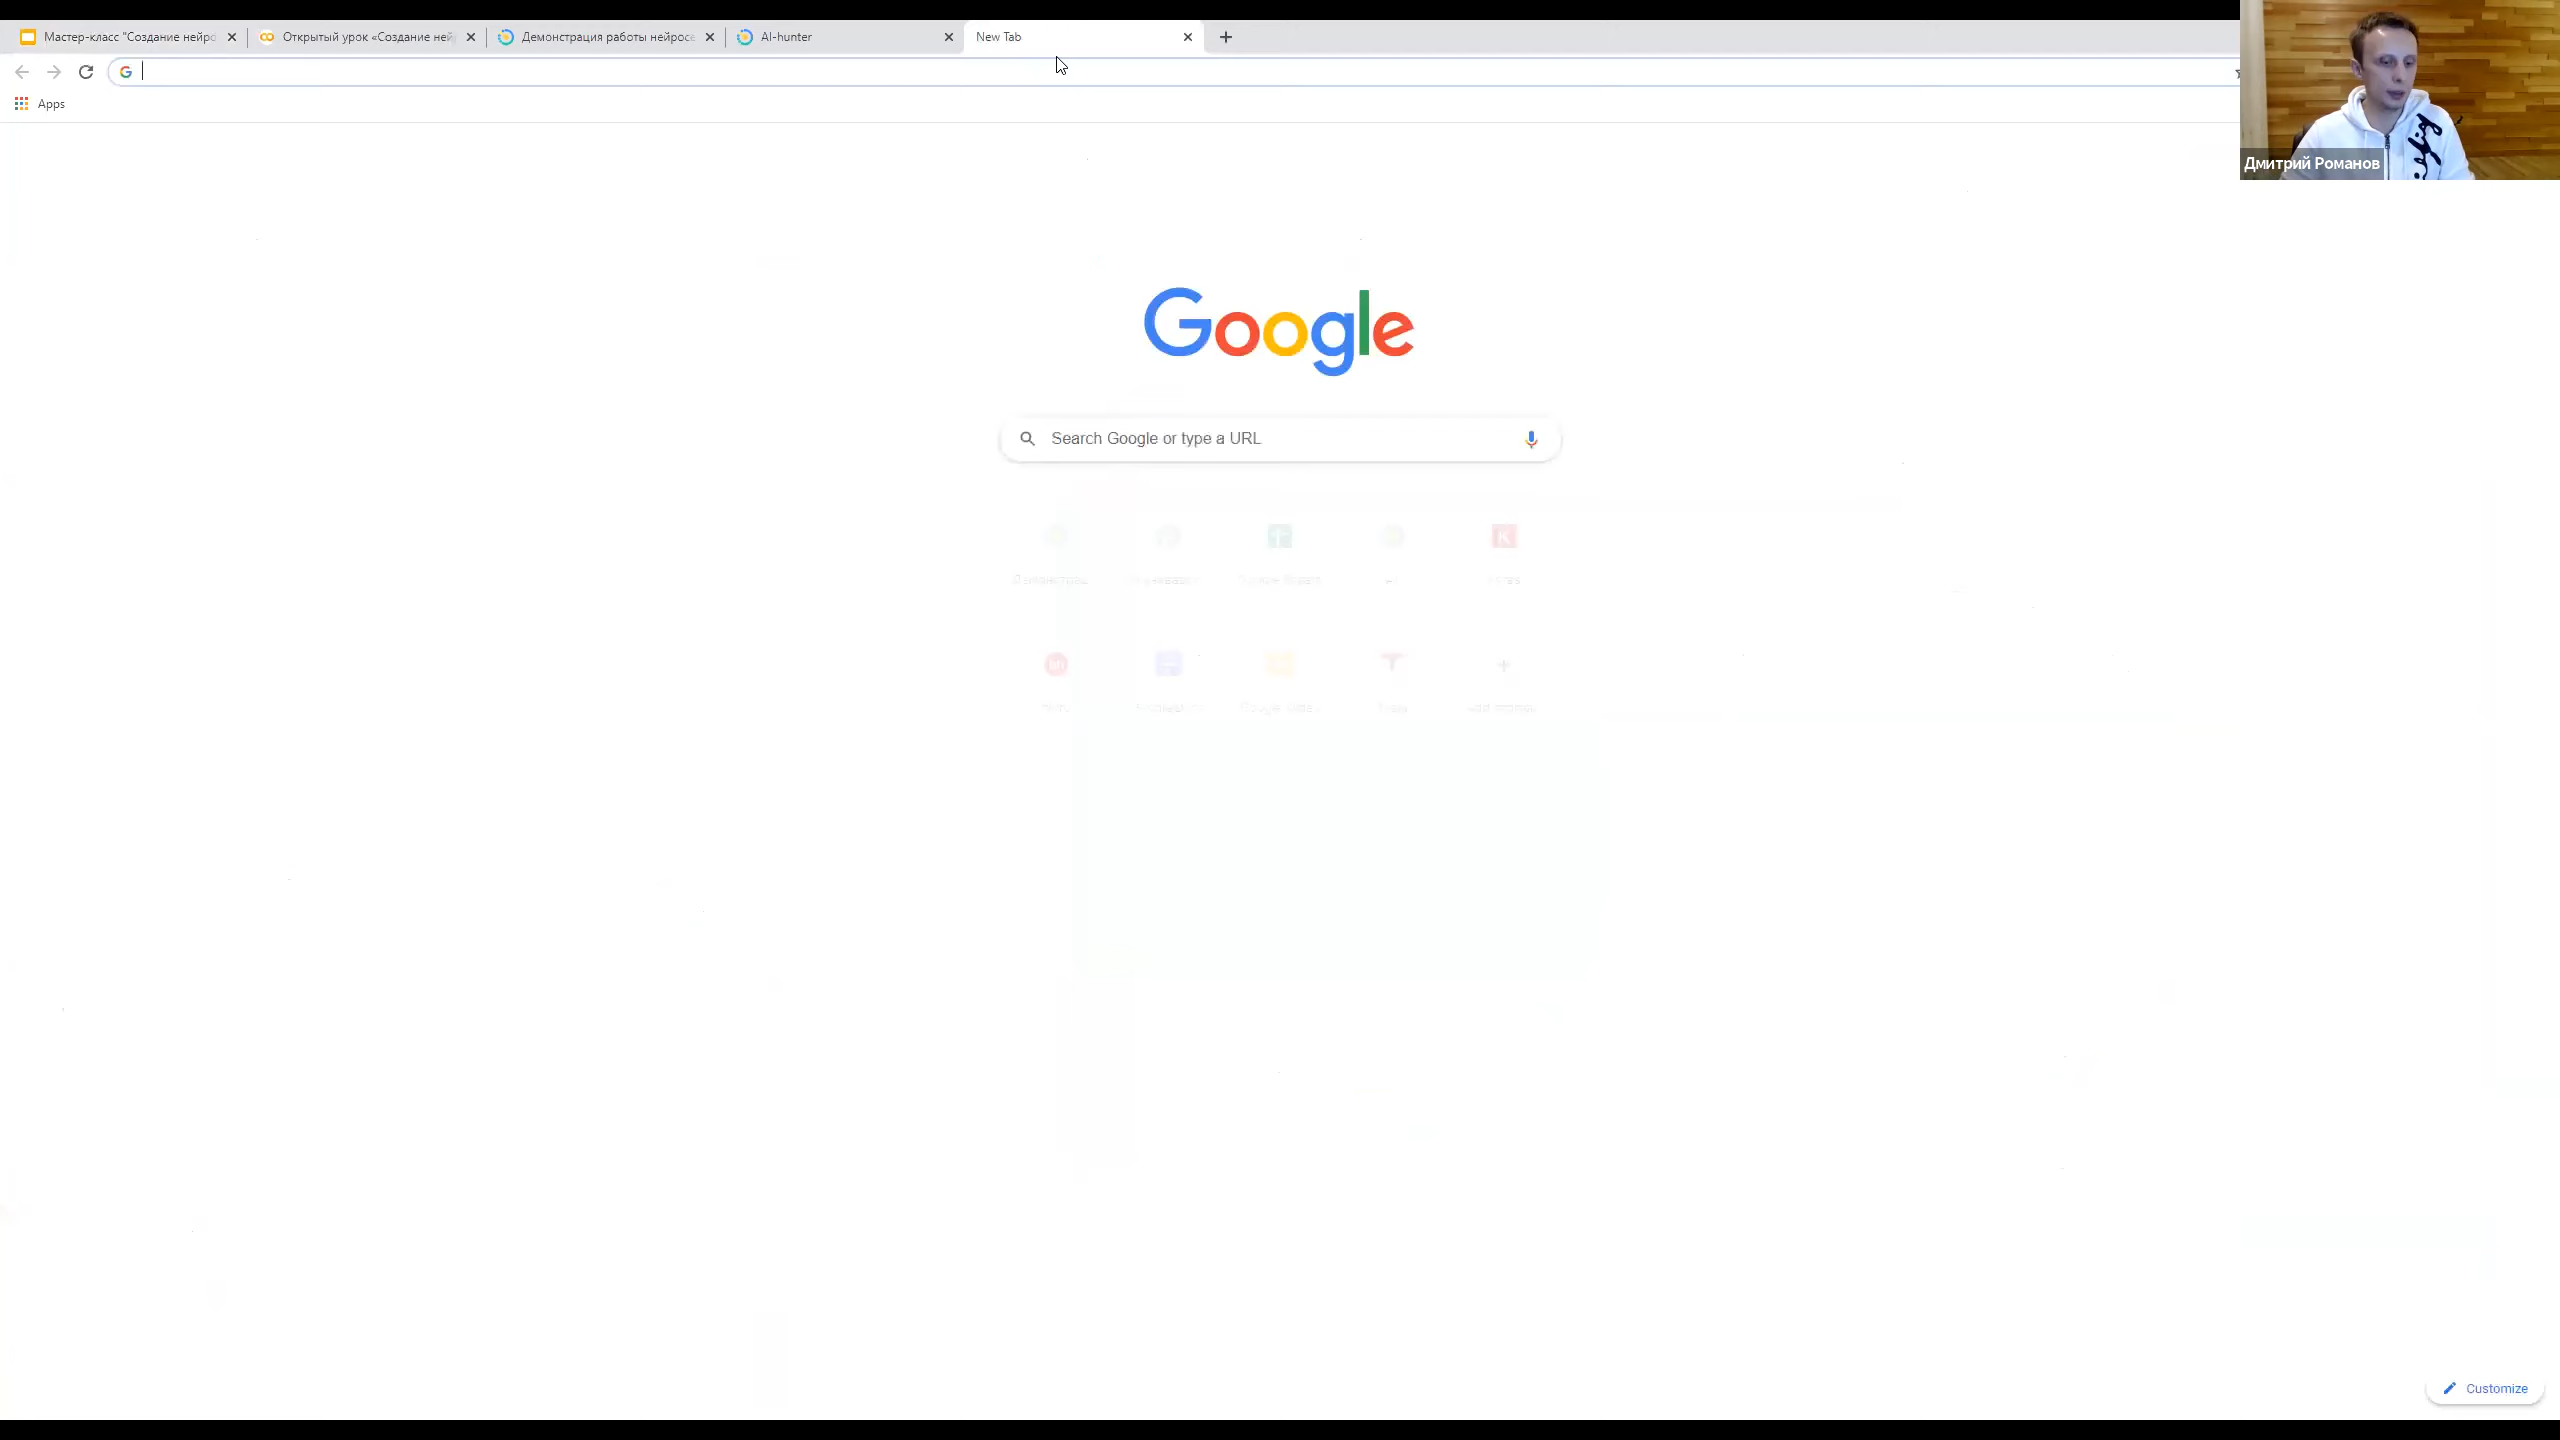 Мастер-класс "Создание нейро
Открытый урок «Создание ней
Демонстрация работы нейросе
AI-hunter
New Tab
Apps
Дмитрий Романов
Google
Search Google or type a URL
Customize